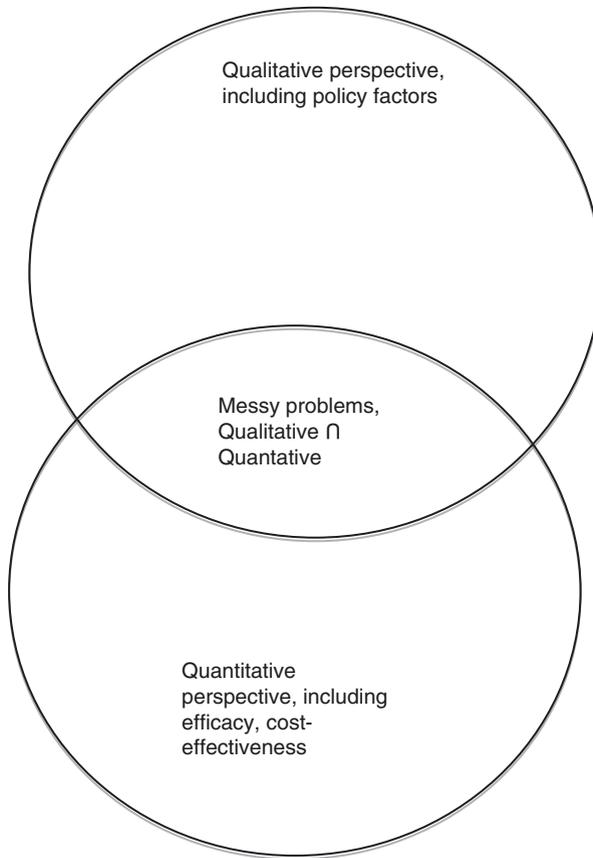 Qualitative perspective,
including policy factors
Messy problems,
Qualitative ∩
Quantative
Quantitative
perspective, including
efficacy, cost-
effectiveness